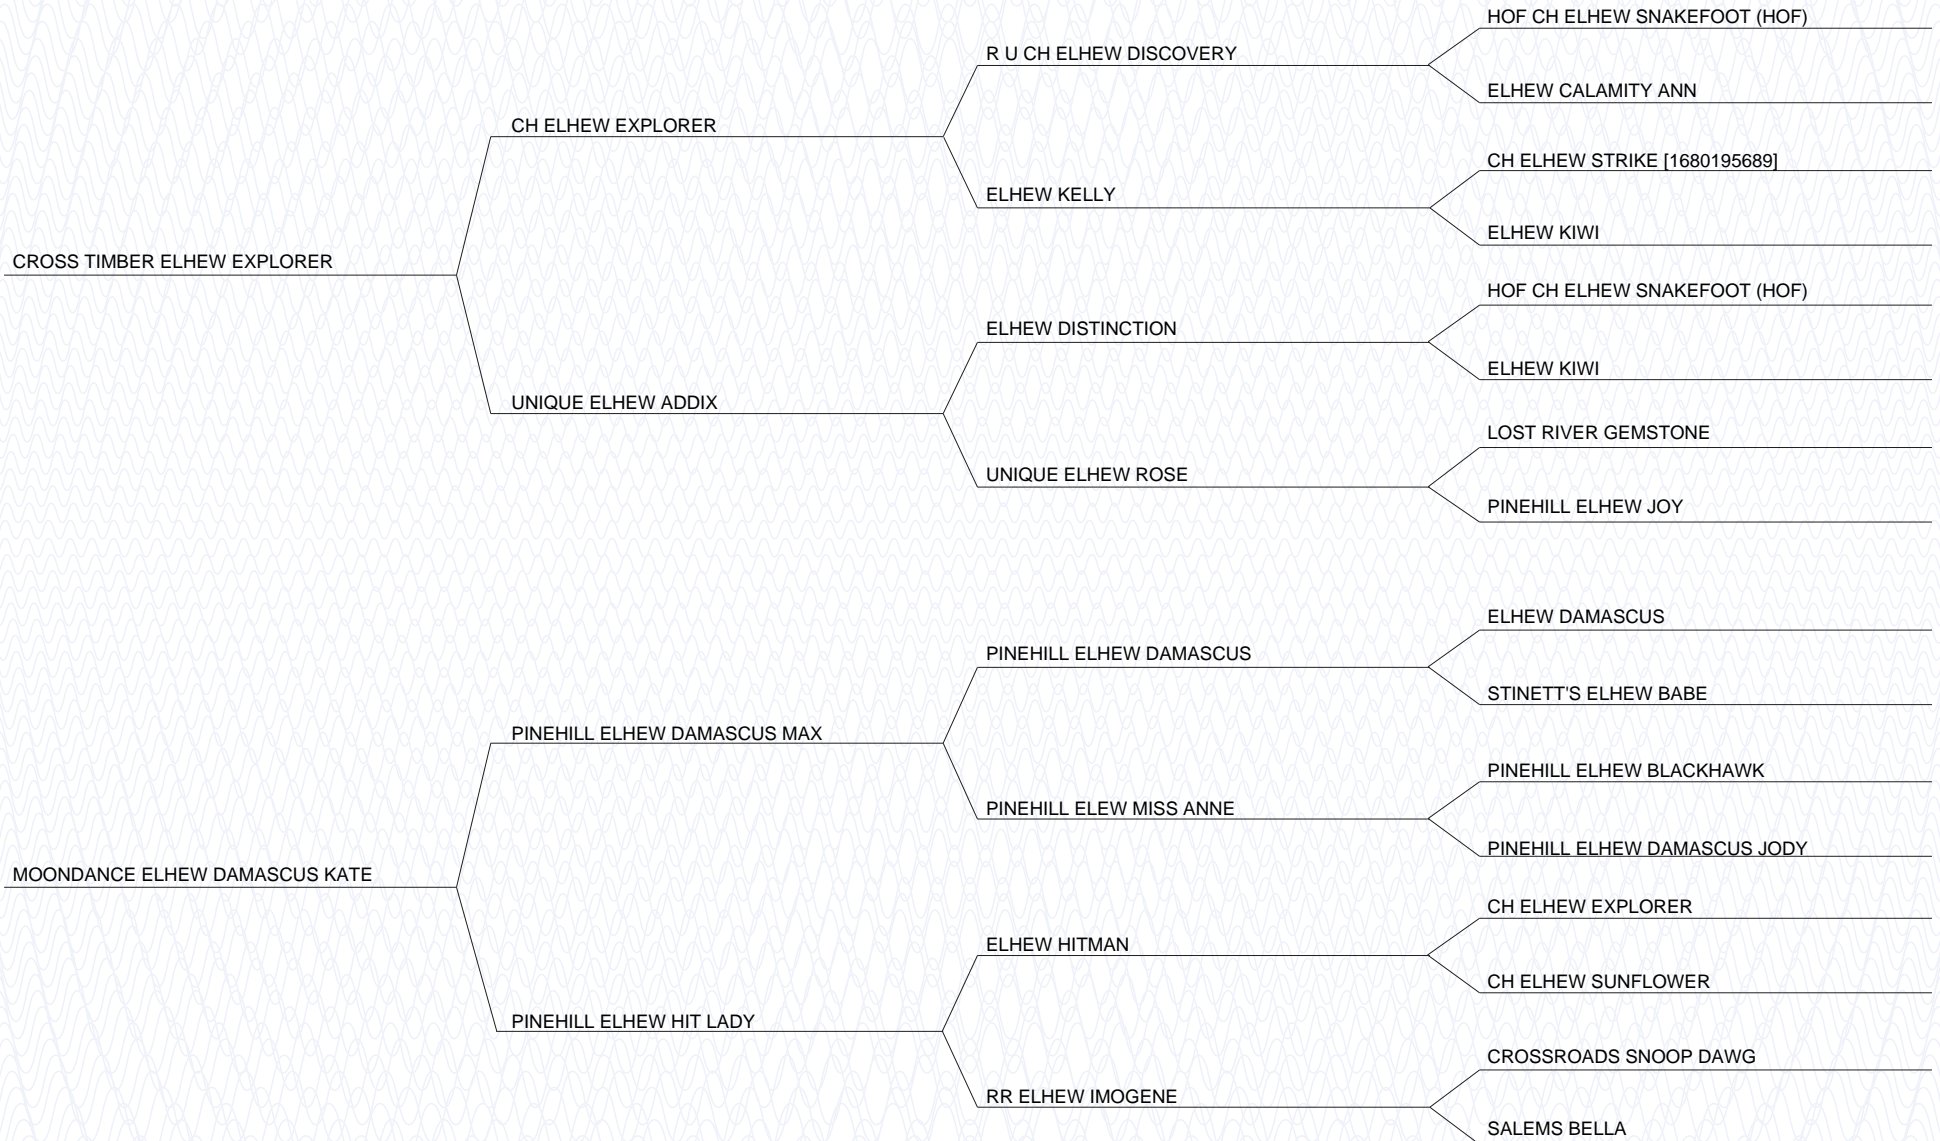 HOF CH ELHEW SNAKEFOOT (HOF)
R U CH ELHEW DISCOVERY
ELHEW CALAMITY ANN
CH ELHEW EXPLORER
CH ELHEW STRIKE [1680195689]
ELHEW KELLY
ELHEW KIWI
CROSS TIMBER ELHEW EXPLORER
HOF CH ELHEW SNAKEFOOT (HOF)
ELHEW DISTINCTION
ELHEW KIWI
UNIQUE ELHEW ADDIX
LOST RIVER GEMSTONE
UNIQUE ELHEW ROSE
PINEHILL ELHEW JOY
ELHEW DAMASCUS
PINEHILL ELHEW DAMASCUS
STINETT'S ELHEW BABE
PINEHILL ELHEW DAMASCUS MAX
PINEHILL ELHEW BLACKHAWK
PINEHILL ELEW MISS ANNE
PINEHILL ELHEW DAMASCUS JODY
MOONDANCE ELHEW DAMASCUS KATE
CH ELHEW EXPLORER
ELHEW HITMAN
CH ELHEW SUNFLOWER
PINEHILL ELHEW HIT LADY
CROSSROADS SNOOP DAWG
RR ELHEW IMOGENE
SALEMS BELLA